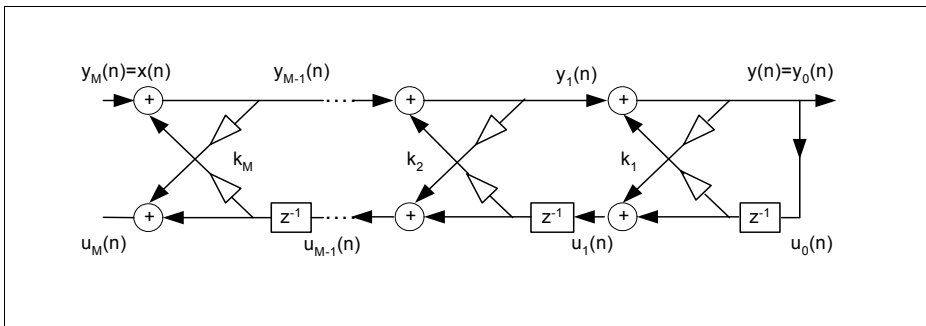 y_M(n)=x(n) y_{M-1}(n) y_1(n) y(n)=y_0(n)
+ + +
k_M k_2 k_1
+ z^{-1} + z^{-1} + z^{-1}
u_M(n) u_{M-1}(n) u_1(n) u_0(n)